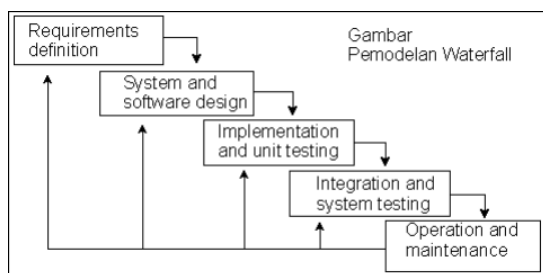 Requirements
definition
Gambar
Pemodelan Waterfall
System and
software design
Implementation
and unit testing
Integration and
system testing
Operation and
maintenance